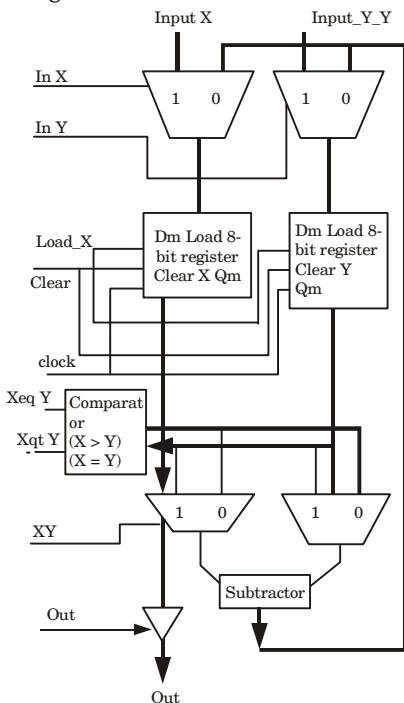 Input X
Input_Y_Y
In X
1 0
1 0
In Y
Load_X
Dm Load 8-
bit register
Clear X Qm
Dm Load 8-
bit register
Clear Y
Qm
Clear
clock
Xeq Y
Comparat
or
(X > Y)
(X = Y)
Xqt Y
1 0
1 0
XY
Subtractor
Out
Out